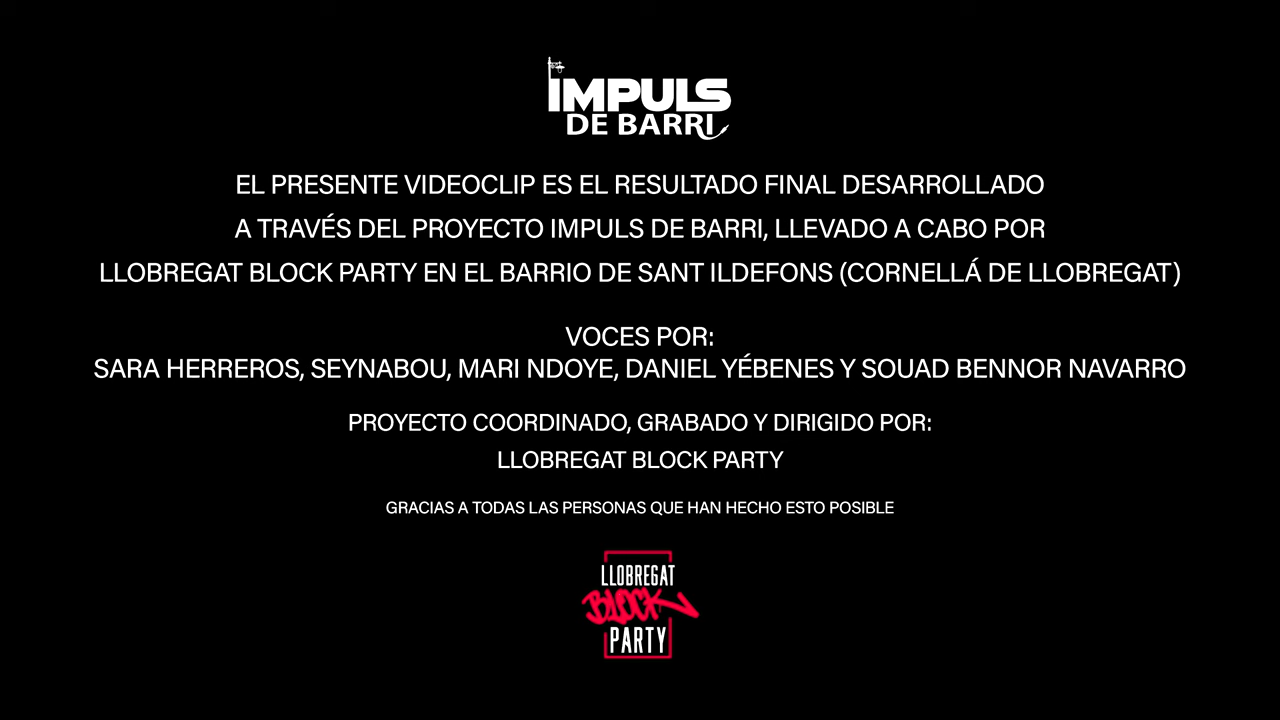 IMPULS
DE BARRI
EL PRESENTE VIDEOCLIP ES EL RESULTADO FINAL DESARROLLADO
A TRAVÉS DEL PROYECTO IMPULS DE BARRI, LLEVADO A CABO POR
LLOBREGAT BLOCK PARTY EN EL BARRIO DE SANT ILDEFONS (CORNELLÁ DE LLOBREGAT)
VOCES POR:
SARA HERREROS, SEYNABOU, MARI NDOYE, DANIEL YÉBENES Y SOUAD BENNOR NAVARRO
PROYECTO COORDINADO, GRABADO Y DIRIGIDO POR:
LLOBREGAT BLOCK PARTY
GRACIAS A TODAS LAS PERSONAS QUE HAN HECHO ESTO POSIBLE
LLOBREGAT
BLOCK
PARTY